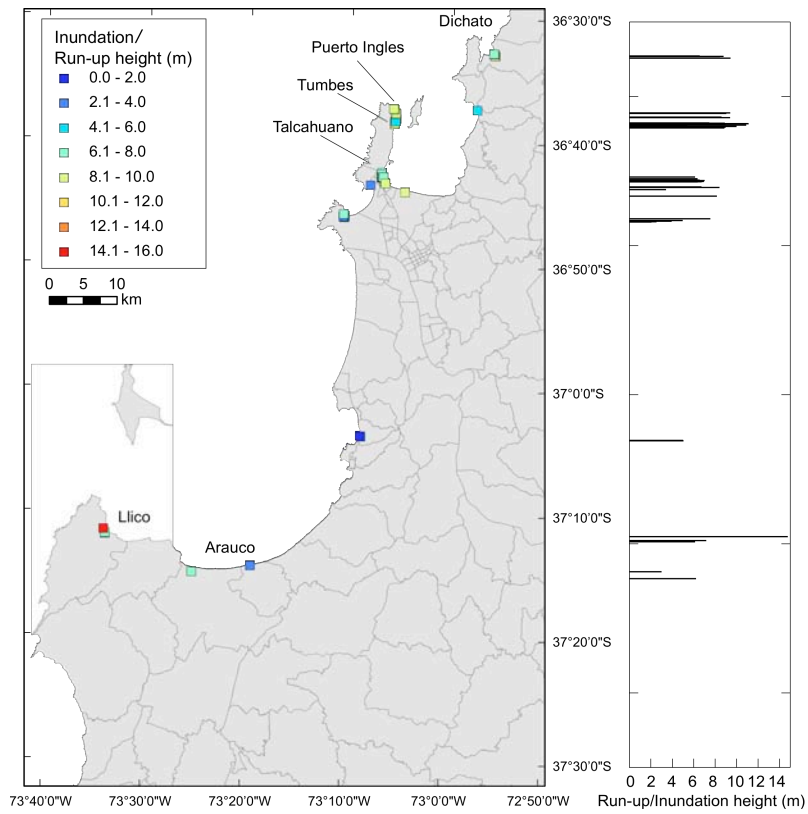 Dichato
Puerto Ingles
Tumbes
Talcahuano
Inundation/
Run-up height (m)
0.0 - 2.0
2.1 - 4.0
4.1 - 6.0
6.1 - 8.0
8.1 - 10.0
10.1 - 12.0
12.1 - 14.0
14.1 - 16.0
0 5 10
km
Llico
Arauco
36°30'0"S
36°40'0"S
36°50'0"S
37°0'0"S
37°10'0"S
37°20'0"S
37°30'0"S
73°40'0"W 73°30'0"W 73°20'0"W 73°10'0"W 73°0'0"W 72°50'0"W
0 2 4 6 8 10 12 14
Run-up/Inundation height (m)